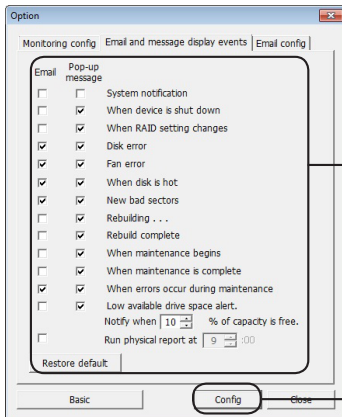 Option
Monitoring config Email and message display events Email config
Email Pop-up message
System notification
When device is shut down
When RAID setting changes
Disk error
Fan error
When disk is hot
New bad sectors
Rebuilding . . .
Rebuild complete
When maintenance begins
When maintenance is complete
When errors occur during maintenance
Low available drive space alert.
Notify when 10 % of capacity is free.
Run physical report at 9 :00
Restore default
Basic Config Close